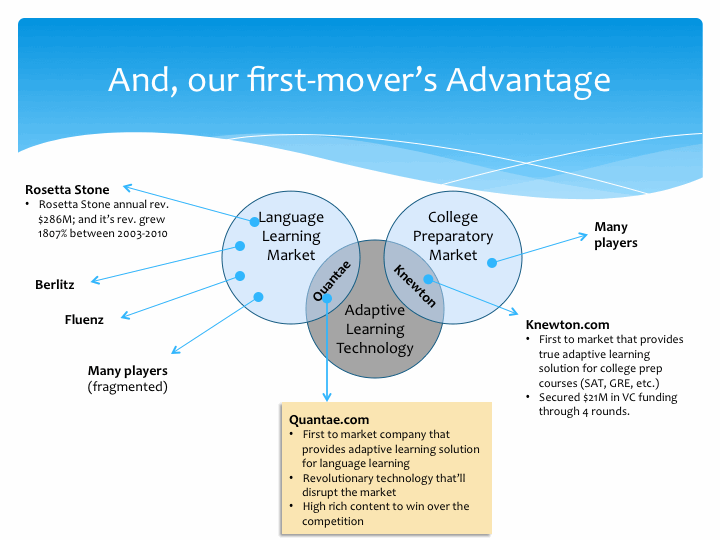 And, our first-mover's Advantage
Rosetta Stone
• Rosetta Stone annual rev.
$286M; and it's rev. grew
1807% between 2003-2010
Berlitz
Fluenz
Many players
(fragmented)
Language
Learning
Market
Quantae
College
Preparatory
Market
Knewton
Adaptive
Learning
Technology
Many
players
Knewton.com
• First to market that provides
true adaptive learning
solution for college prep
courses (SAT, GRE, etc.)
• Secured $21M in VC funding
through 4 rounds.
Quantae.com
• First to market company that
provides adaptive learning solution
for language learning
• Revolutionary technology that'll
disrupt the market
• High rich content to win over the
competition